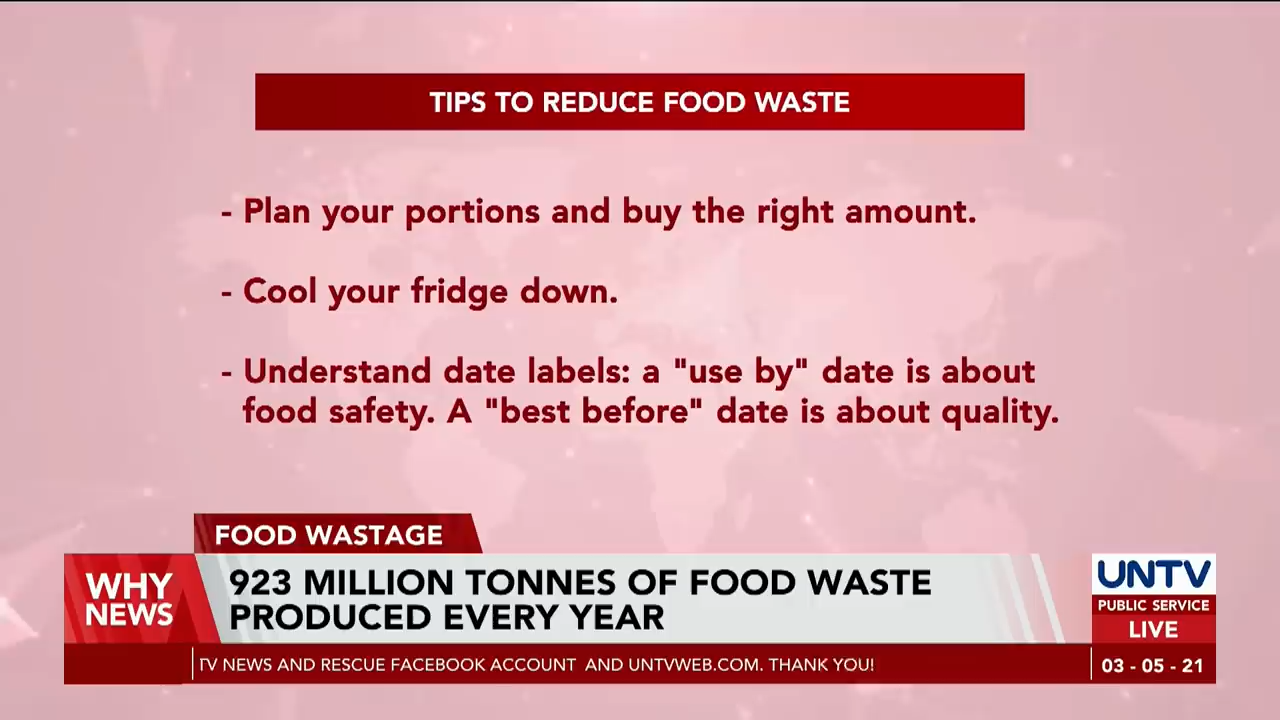 TIPS TO REDUCE FOOD WASTE
- Plan your portions and buy the right amount.
- Cool your fridge down.
- Understand date labels: a "use by" date is about
food safety. A "best before" date is about quality.
FOOD WASTAGE
WHY
NEWS
923 MILLION TONNES OF FOOD WASTE
PRODUCED EVERY YEAR
UNTV
PUBLIC SERVICE
LIVE
TV NEWS AND RESCUE FACEBOOK ACCOUNT AND UNTVWEB.COM. THANK YOU!
03 - 05 - 21